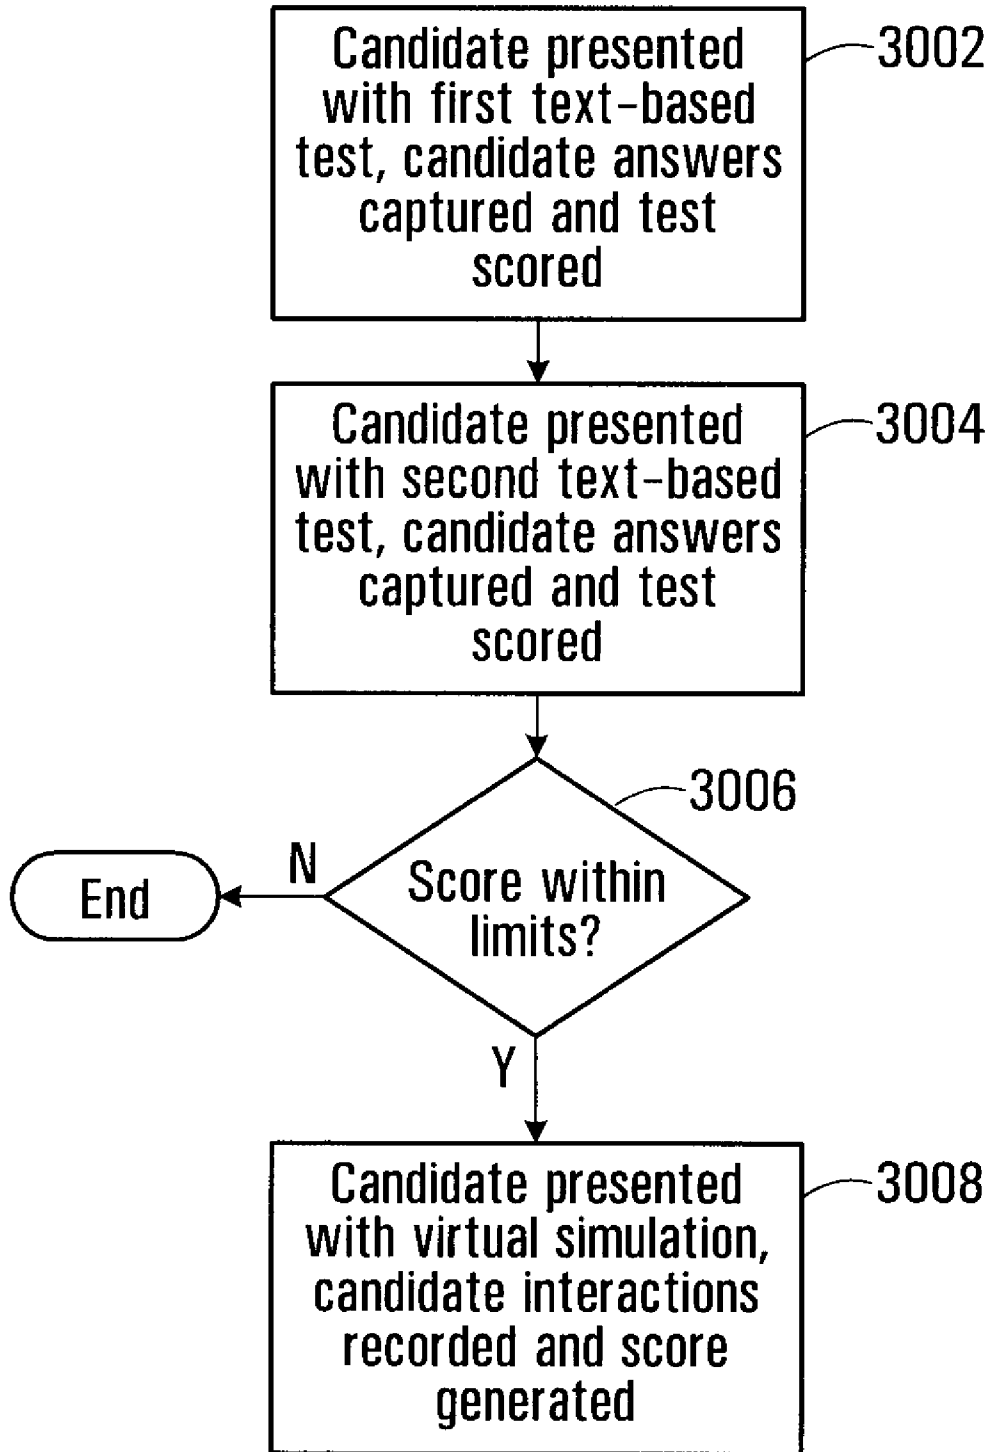 Candidate presented
with first text-based
test, candidate answers
captured and test
scored
3002
Candidate presented
with second text-based
test, candidate answers
captured and test
scored
3004
3006
Score within
limits?
N
End
Y
Candidate presented
with virtual simulation,
candidate interactions
recorded and score
generated
3008